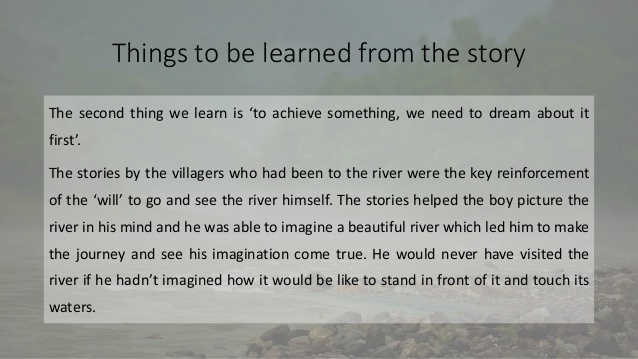 Things to be learned from the story
The second thing we learn is ‘to achieve something, we need to dream about it
first’.
The stories by the villagers who had been to the river were the key reinforcement
of the ‘will’ to go and see the river himself. The stories helped the boy picture the
river in his mind and he was able to imagine a beautiful river which led him to make
the journey and see his imagination come true. He would never have visited the
river if he hadn’t imagined how it would be like to stand in front of it and touch its
waters.